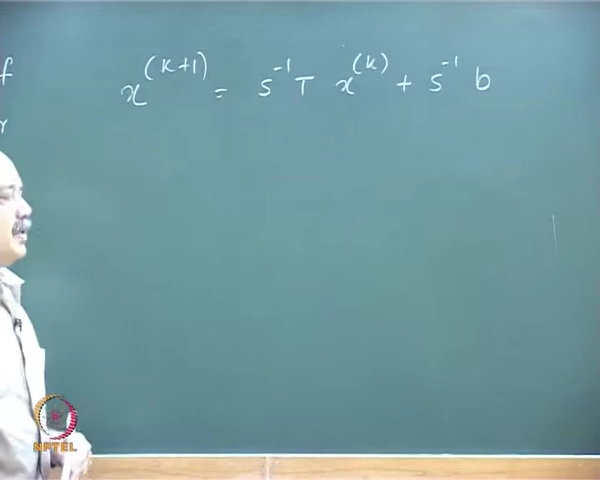 f
x^(k+1) = S^-1 T x^(k) + S^-1 b
r
NPTEL